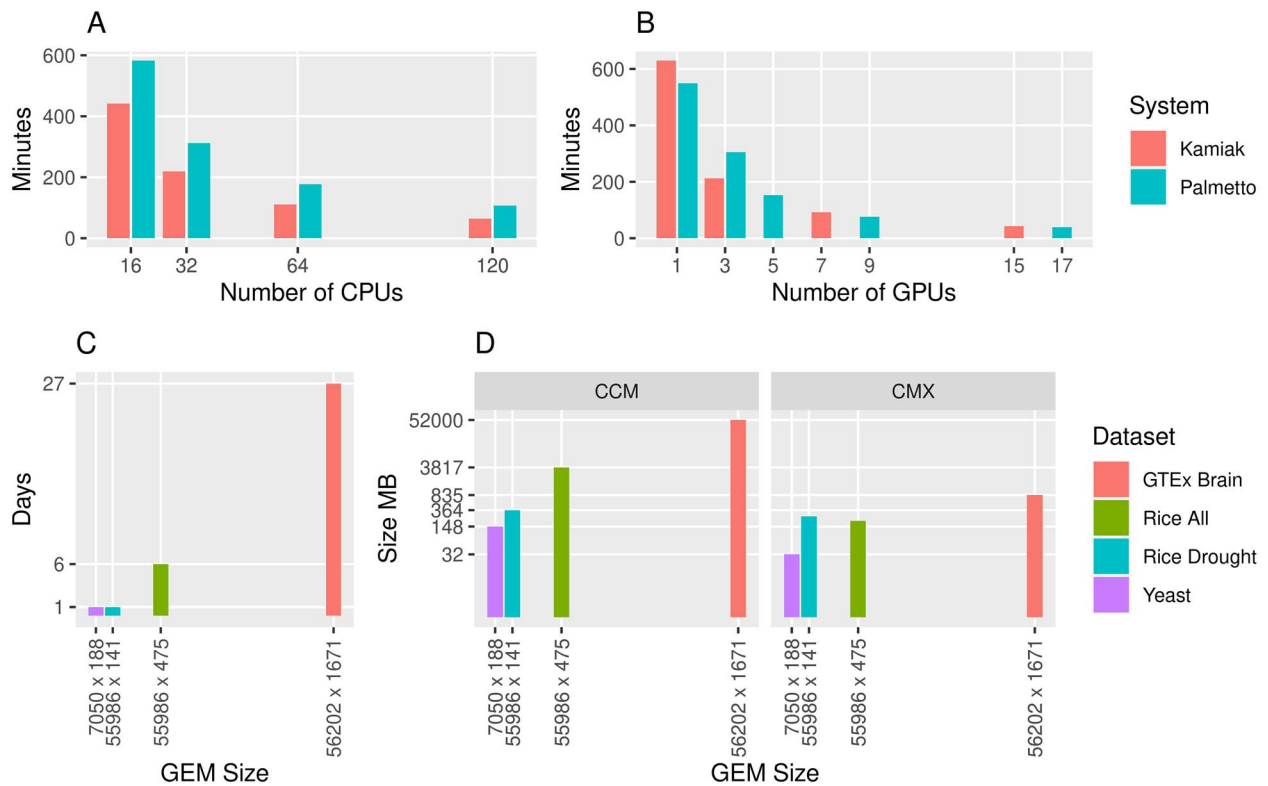 A
Minutes
600
400
200
0
16 32 64 120
Number of CPUs
B
Minutes
600
400
200
0
1 3 5 7 9 15 17
Number of GPUs
System
Kamiak
Palmetto
C
Days
27
6
1
7050 x 188
55986 x 141
55986 x 475
56202 x 1671
GEM Size
D
CCM CMX
Size MB
52000
3817
835
364
148
32
7050 x 188
55986 x 141
55986 x 475
56202 x 1671
7050 x 188
55986 x 141
55986 x 475
56202 x 1671
GEM Size
Dataset
GTEx Brain
Rice All
Rice Drought
Yeast